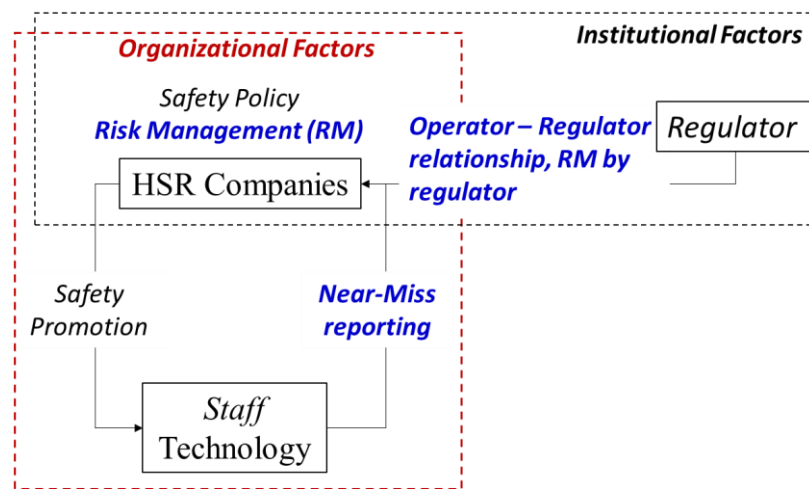 Institutional Factors
Organizational Factors
Safety Policy
Risk Management (RM)
HSR Companies
Operator – Regulator
relationship, RM by
regulator
Regulator
Safety
Promotion
Near-Miss
reporting
Staff
Technology